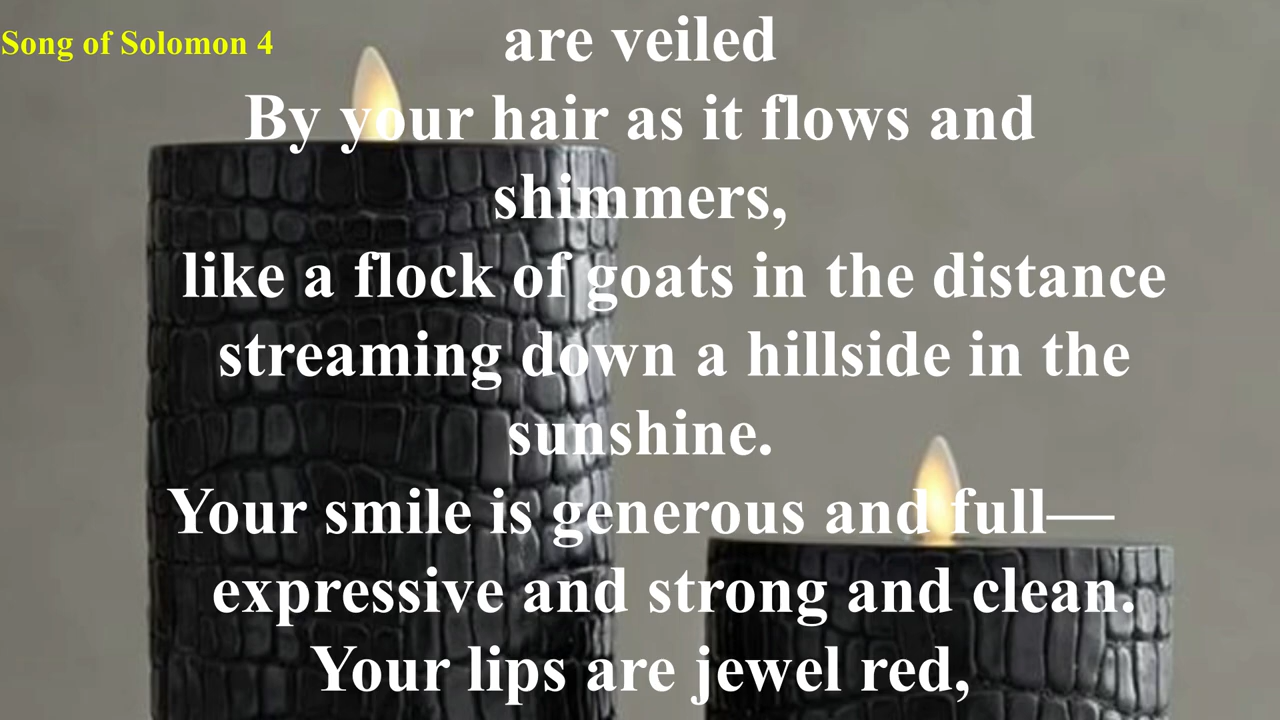 Song of Solomon 4
are veiled
By your hair as it flows and
shimmers,
like a flock of goats in the distance
streaming down a hillside in the
sunshine.
Your smile is generous and full—
expressive and strong and clean.
Your lips are jewel red,